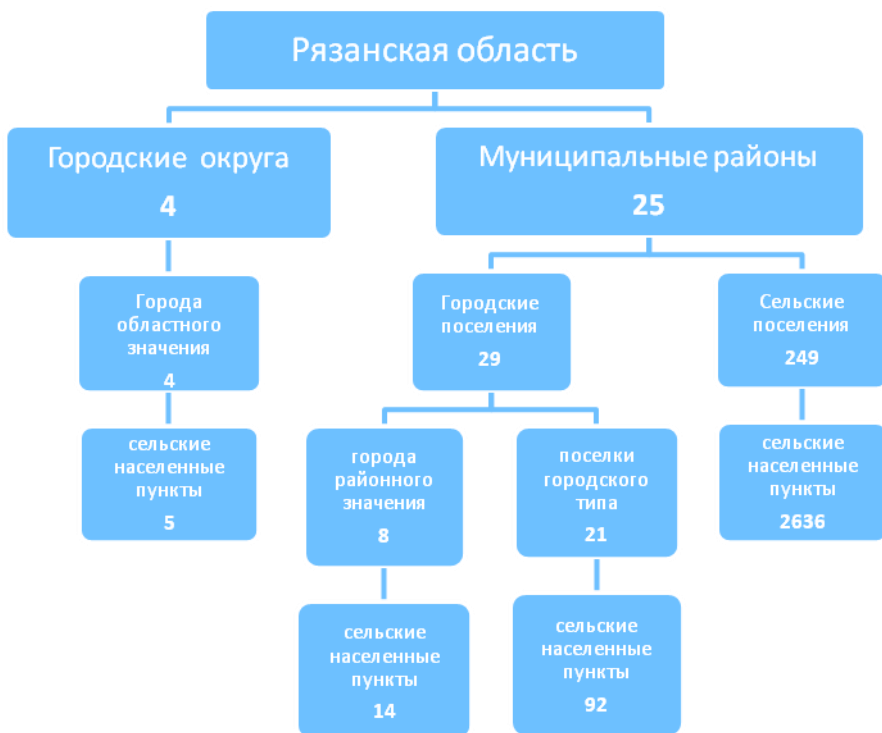 Рязанская область
Городские округа
4
Муниципальные районы
25
Города
областного
значения
4
Городские
поселения
29
Сельские
поселения
249
сельские
населенные
пункты
5
города
районного
значения
8
поселки
городского
типа
21
сельские
населенные
пункты
2636
сельские
населенные
пункты
14
сельские
населенные
пункты
92